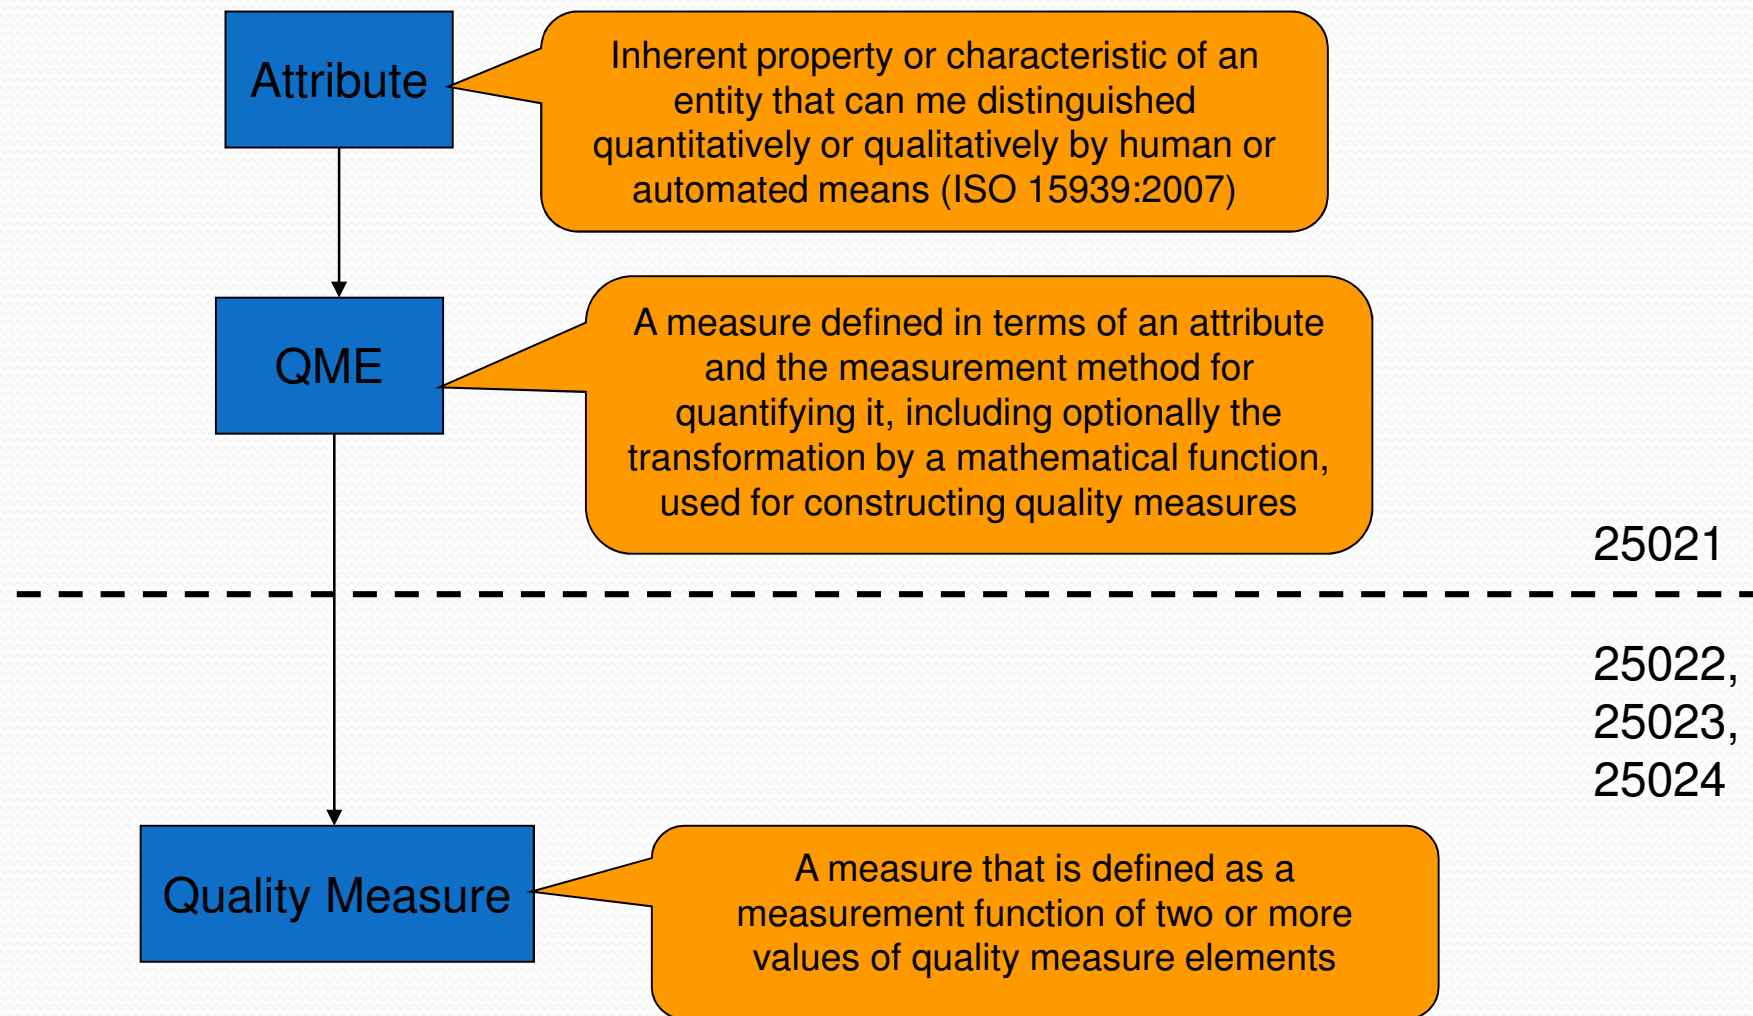 Attribute
Inherent property or characteristic of an
entity that can me distinguished
quantitatively or qualitatively by human or
automated means (ISO 15939:2007)
QME
A measure defined in terms of an attribute
and the measurement method for
quantifying it, including optionally the
transformation by a mathematical function,
used for constructing quality measures
25021
25022,
25023,
25024
Quality Measure
A measure that is defined as a
measurement function of two or more
values of quality measure elements